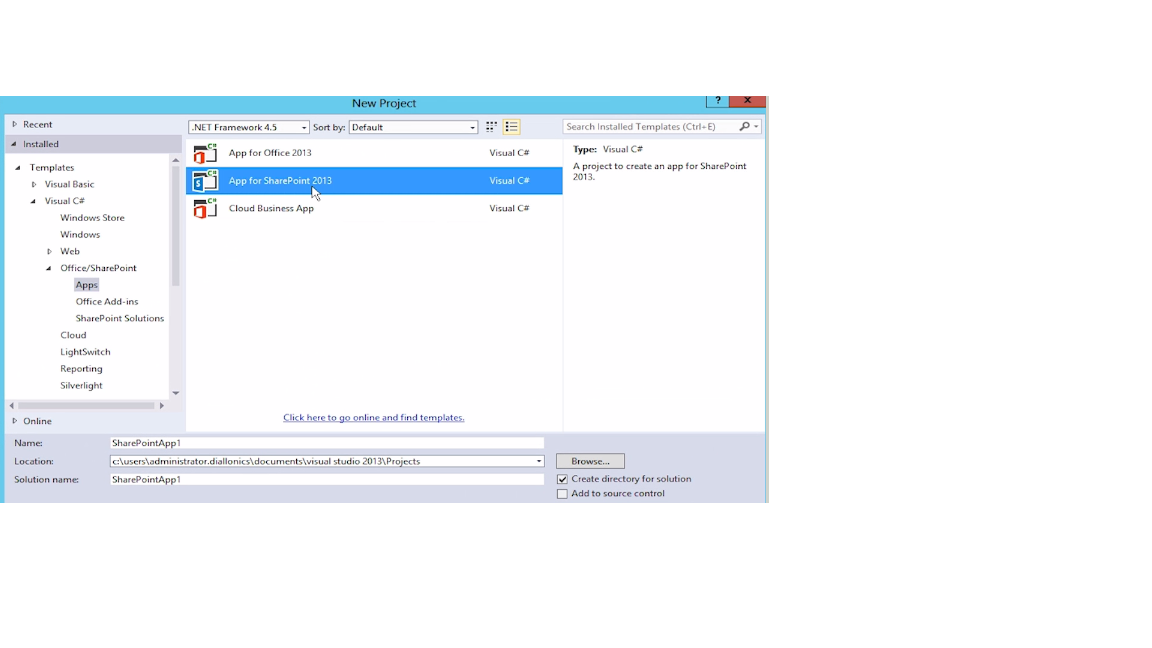 New Project
? x
Recent
Installed
Templates
Visual Basic
Visual C#
Windows Store
Windows
Web
Office/SharePoint
Apps
Office Add-ins
SharePoint Solutions
Cloud
LightSwitch
Reporting
Silverlight
Online
.NET Framework 4.5 Sort by: Default
App for Office 2013 Visual C#
App for SharePoint 2013 Visual C#
Cloud Business App Visual C#
Click here to go online and find templates.
Search Installed Templates (Ctrl+E)
Type: Visual C#
A project to create an app for SharePoint
2013.
Name: SharePointApp1
Location: c:\users\administrator.diallonics\documents\visual studio 2013\Projects Browse...
Solution name: SharePointApp1 Create directory for solution
Add to source control